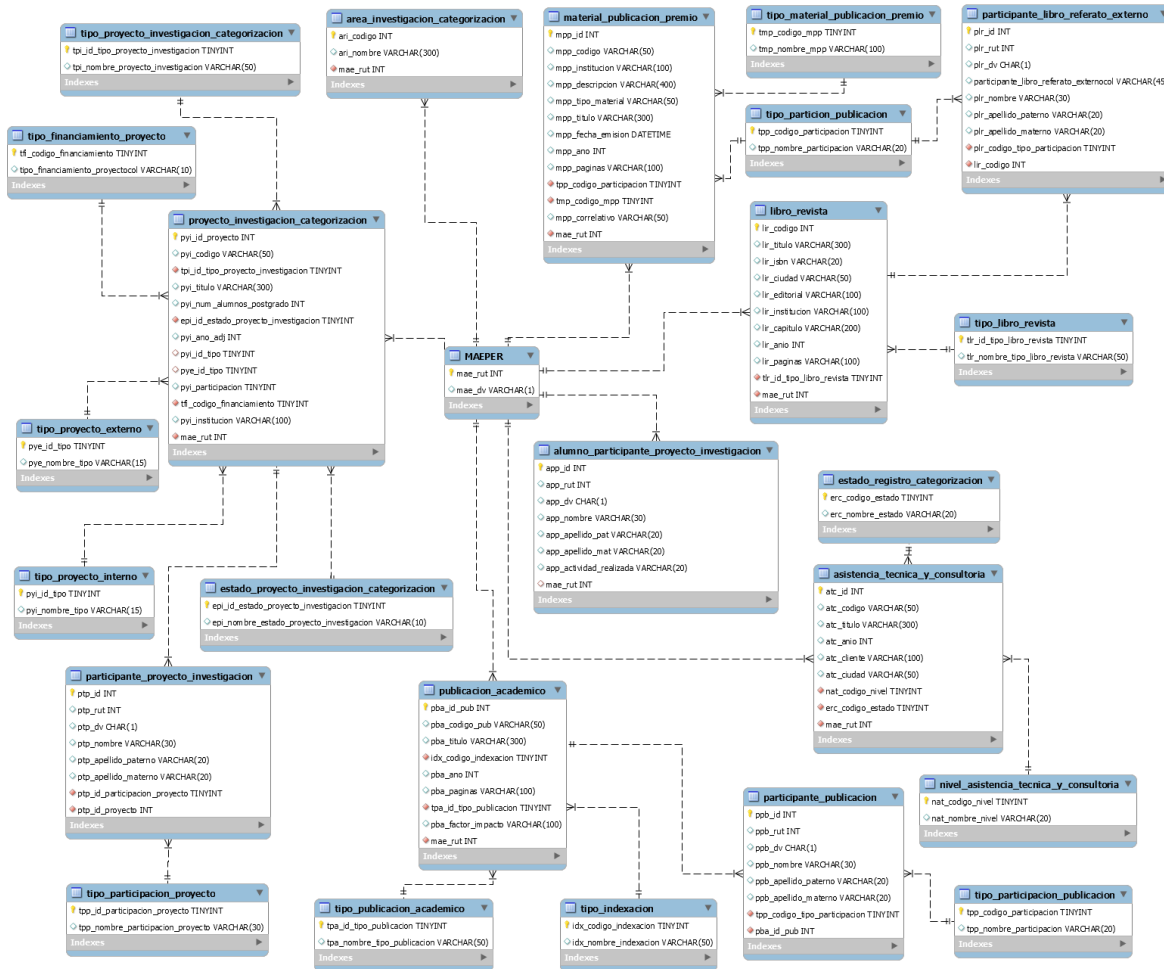 tipo_proyecto_investigacion_categorizacion
tpi_id_tipo_proyecto_investigacion TINYINT
tpi_nombre_proyecto_investigacion VARCHAR(50)
Indexes
area_investigacion_categorizacion
ari_codigo INT
ari_nombre VARCHAR(300)
mae_rut INT
Indexes
material_publicacion_premio
mpp_id INT
mpp_codigo VARCHAR(50)
mpp_institucion VARCHAR(100)
mpp_descripcion VARCHAR(400)
mpp_tipo_material VARCHAR(50)
mpp_titulo VARCHAR(300)
mpp_fecha_emision DATETIME
mpp_ano INT
mpp_paginas VARCHAR(100)
tpp_codigo_participacion TINYINT
tmp_codigo_mpp TINYINT
mpp_correlativo VARCHAR(50)
mae_rut INT
Indexes
tipo_material_publicacion_premio
tmp_codigo_mpp TINYINT
tmp_nombre_mpp VARCHAR(100)
Indexes
participante_libro_referato_externo
plr_id INT
plr_rut INT
plr_dv CHAR(1)
participante_libro_referato_externocol VARCHAR(45)
plr_nombre VARCHAR(30)
plr_apellido_paterno VARCHAR(20)
plr_apellido_materno VARCHAR(20)
plr_codigo_tipo_participacion TINYINT
lir_codigo INT
Indexes
tipo_particion_publicacion
tpp_codigo_participacion TINYINT
tpp_nombre_participacion VARCHAR(20)
Indexes
tipo_financiamiento_proyecto
tfi_codigo_financiamiento TINYINT
tipo_financiamiento_proyectocol VARCHAR(10)
Indexes
proyecto_investigacion_categorizacion
pyi_id_proyecto INT
pyi_codigo VARCHAR(50)
tpi_id_tipo_proyecto_investigacion TINYINT
pyi_titulo VARCHAR(300)
pyi_num_alumnos_postgrado INT
epi_id_estado_proyecto_investigacion TINYINT
pyi_ano_adj INT
pyi_id_tipo TINYINT
pye_id_tipo TINYINT
pyi_participacion TINYINT
tfi_codigo_financiamiento TINYINT
pyi_institucion VARCHAR(100)
mae_rut INT
Indexes
libro_revista
lir_codigo INT
lir_titulo VARCHAR(300)
lir_isbn VARCHAR(20)
lir_ciudad VARCHAR(50)
lir_editorial VARCHAR(100)
lir_institucion VARCHAR(100)
lir_capitulo VARCHAR(200)
lir_anio INT
lir_paginas VARCHAR(100)
tlr_id_tipo_libro_revista TINYINT
mae_rut INT
Indexes
tipo_libro_revista
tlr_id_tipo_libro_revista TINYINT
tlr_nombre_tipo_libro_revista VARCHAR(50)
Indexes
MAEPER
mae_rut INT
mae_dv VARCHAR(1)
Indexes
tipo_proyecto_externo
pye_id_tipo TINYINT
pye_nombre_tipo VARCHAR(15)
Indexes
alumno_participante_proyecto_investigacion
app_id INT
app_rut INT
app_dv CHAR(1)
app_nombre VARCHAR(30)
app_apellido_pat VARCHAR(20)
app_apellido_mat VARCHAR(20)
app_actividad_realizada VARCHAR(20)
mae_rut INT
Indexes
estado_registro_categorizacion
erc_codigo_estado TINYINT
erc_nombre_estado VARCHAR(20)
Indexes
tipo_proyecto_interno
pyi_id_tipo TINYINT
pyi_nombre_tipo VARCHAR(15)
Indexes
estado_proyecto_investigacion_categorizacion
epi_id_estado_proyecto_investigacion TINYINT
epi_nombre_estado_proyecto_investigacion VARCHAR(10)
Indexes
asistencia_tecnica_y_consultoria
atc_id INT
atc_codigo VARCHAR(50)
atc_titulo VARCHAR(300)
atc_anio INT
atc_cliente VARCHAR(100)
atc_ciudad VARCHAR(50)
nat_codigo_nivel TINYINT
erc_codigo_estado TINYINT
mae_rut INT
Indexes
participante_proyecto_investigacion
ptp_id INT
ptp_rut INT
ptp_dv CHAR(1)
ptp_nombre VARCHAR(30)
ptp_apellido_paterno VARCHAR(20)
ptp_apellido_materno VARCHAR(20)
ptp_id_participacion_proyecto TINYINT
ptp_id_proyecto INT
Indexes
publicacion_academico
pba_id_pub INT
pba_codigo_pub VARCHAR(50)
pba_titulo VARCHAR(300)
idx_codigo_indexacion TINYINT
pba_ano INT
pba_paginas VARCHAR(100)
tpa_id_tipo_publicacion TINYINT
pba_factor_impacto VARCHAR(100)
mae_rut INT
Indexes
nivel_asistencia_tecnica_y_consultoria
nat_codigo_nivel TINYINT
nat_nombre_nivel VARCHAR(20)
Indexes
participante_publicacion
ppb_id INT
ppb_rut INT
ppb_dv CHAR(1)
ppb_nombre VARCHAR(30)
ppb_apellido_paterno VARCHAR(20)
ppb_apellido_materno VARCHAR(20)
tpp_codigo_tipo_participacion TINYINT
pba_id_pub INT
Indexes
tipo_participacion_proyecto
tpp_id_participacion_proyecto TINYINT
tpp_nombre_participacion_proyecto VARCHAR(30)
Indexes
tipo_publicacion_academico
tpa_id_tipo_publicacion TINYINT
tpa_nombre_tipo_publicacion VARCHAR(50)
Indexes
tipo_indexacion
idx_codigo_indexacion TINYINT
idx_nombre_indexacion VARCHAR(50)
Indexes
tipo_participacion_publicacion
tpp_codigo_participacion TINYINT
tpp_nombre_participacion VARCHAR(20)
Indexes